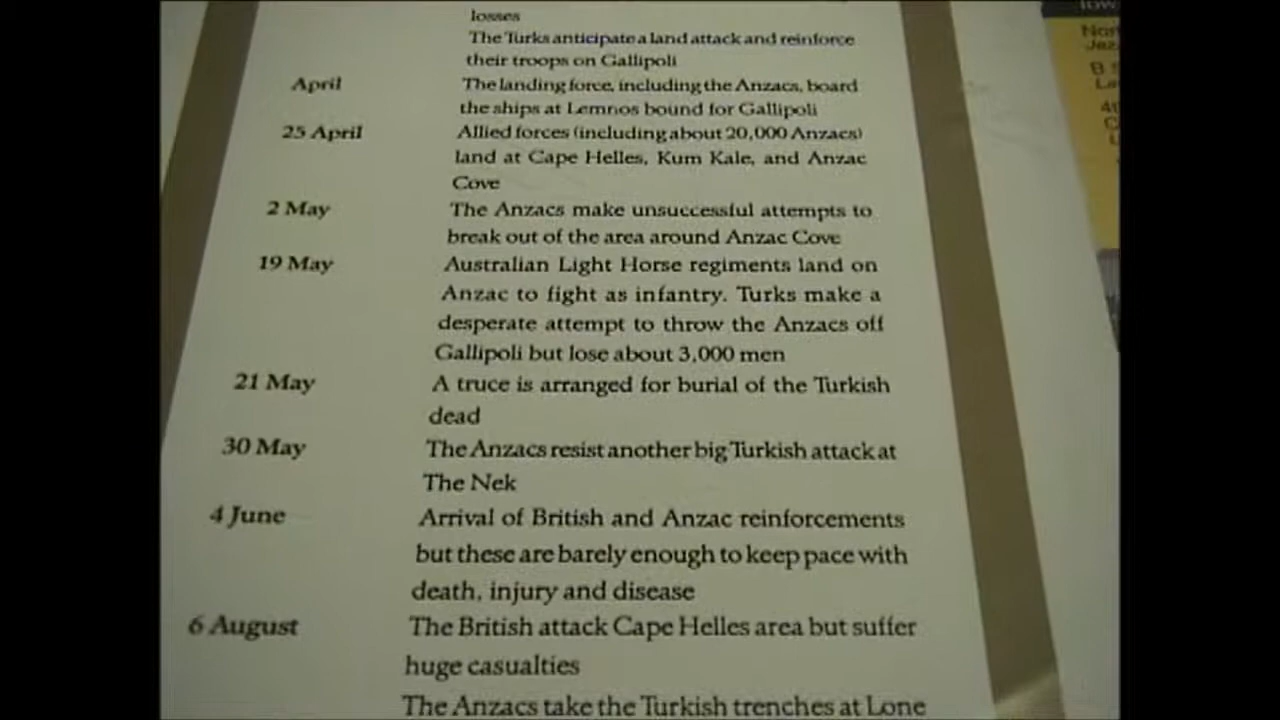 losses
The Turks anticipate a land attack and reinforce
their troops on Gallipoli
April The landing force, including the Anzacs, board
the ships at Lemnos bound for Gallipoli
25 April Allied forces (including about 20,000 Anzacs)
land at Cape Helles, Kum Kale, and Anzac
Cove
2 May The Anzacs make unsuccessful attempts to
break out of the area around Anzac Cove
19 May Australian Light Horse regiments land on
Anzac to fight as infantry. Turks make a
desperate attempt to throw the Anzacs off
Gallipoli but lose about 3,000 men
21 May A truce is arranged for burial of the Turkish
dead
30 May The Anzacs resist another big Turkish attack at
The Nek
4 June Arrival of British and Anzac reinforcements
but these are barely enough to keep pace with
death, injury and disease
6 August The British attack Cape Helles area but suffer
huge casualties
The Anzacs take the Turkish trenches at Lone